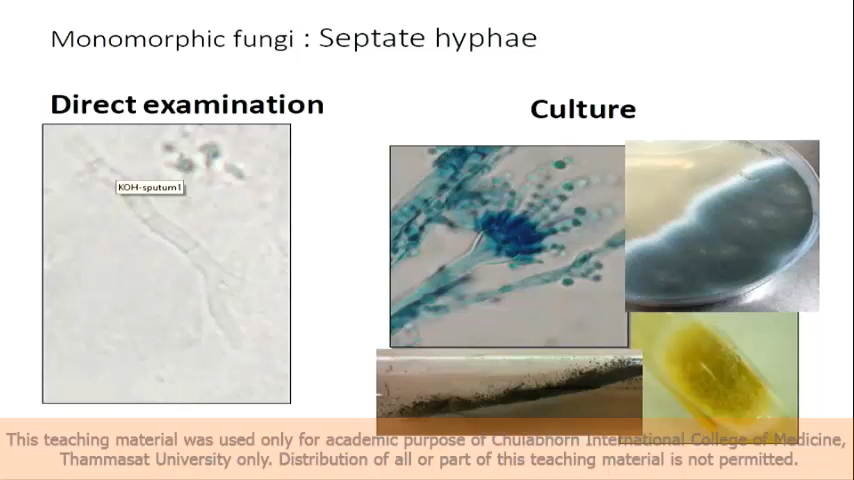 Monomorphic fungi : Septate hyphae
Direct examination
Culture
KOH-sputum1
This teaching material was used only for academic purpose of Chulabhorn International College of Medicine,
Thammasat University only. Distribution of all or part of this teaching material is not permitted.